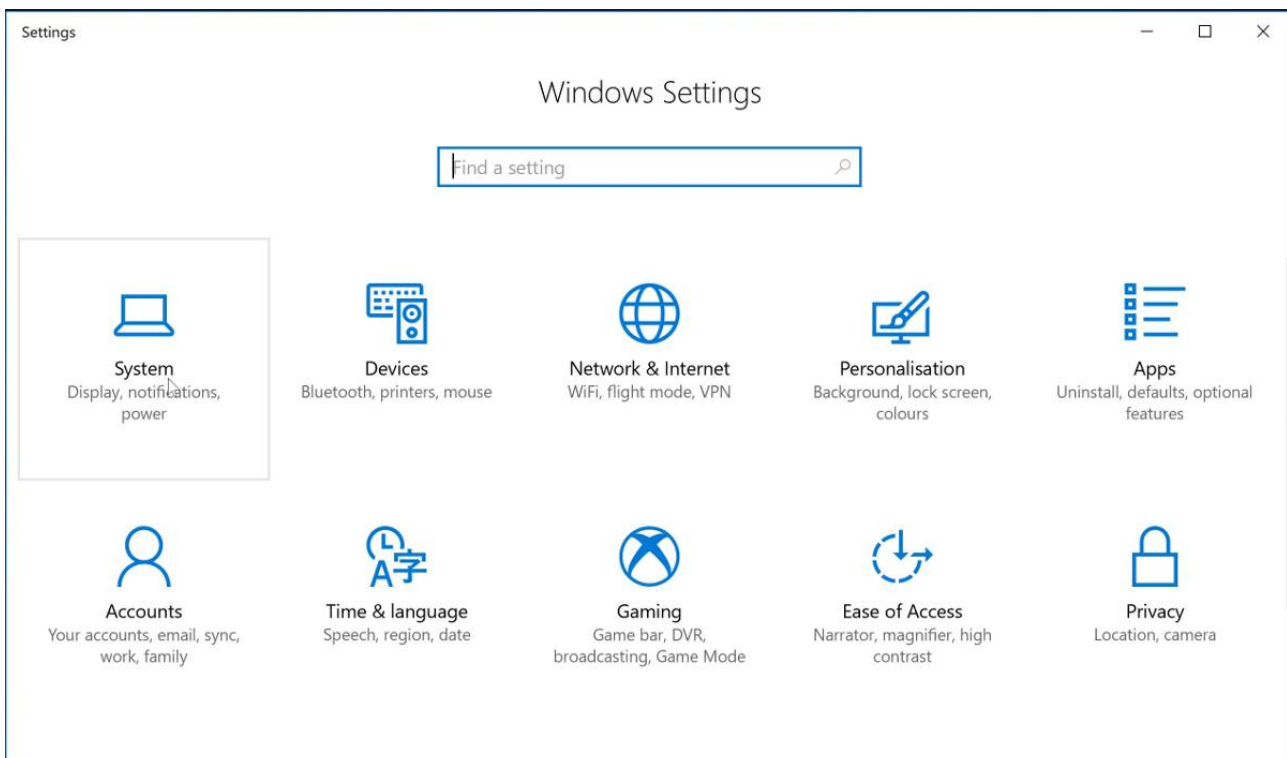 Settings
Windows Settings
Find a setting
System
Display, notifications,
power
Devices
Bluetooth, printers, mouse
Network & Internet
WiFi, flight mode, VPN
Personalisation
Background, lock screen,
colours
Apps
Uninstall, defaults, optional
features
Accounts
Your accounts, email, sync,
work, family
Time & language
Speech, region, date
Gaming
Game bar, DVR,
broadcasting, Game Mode
Ease of Access
Narrator, magnifier, high
contrast
Privacy
Location, camera